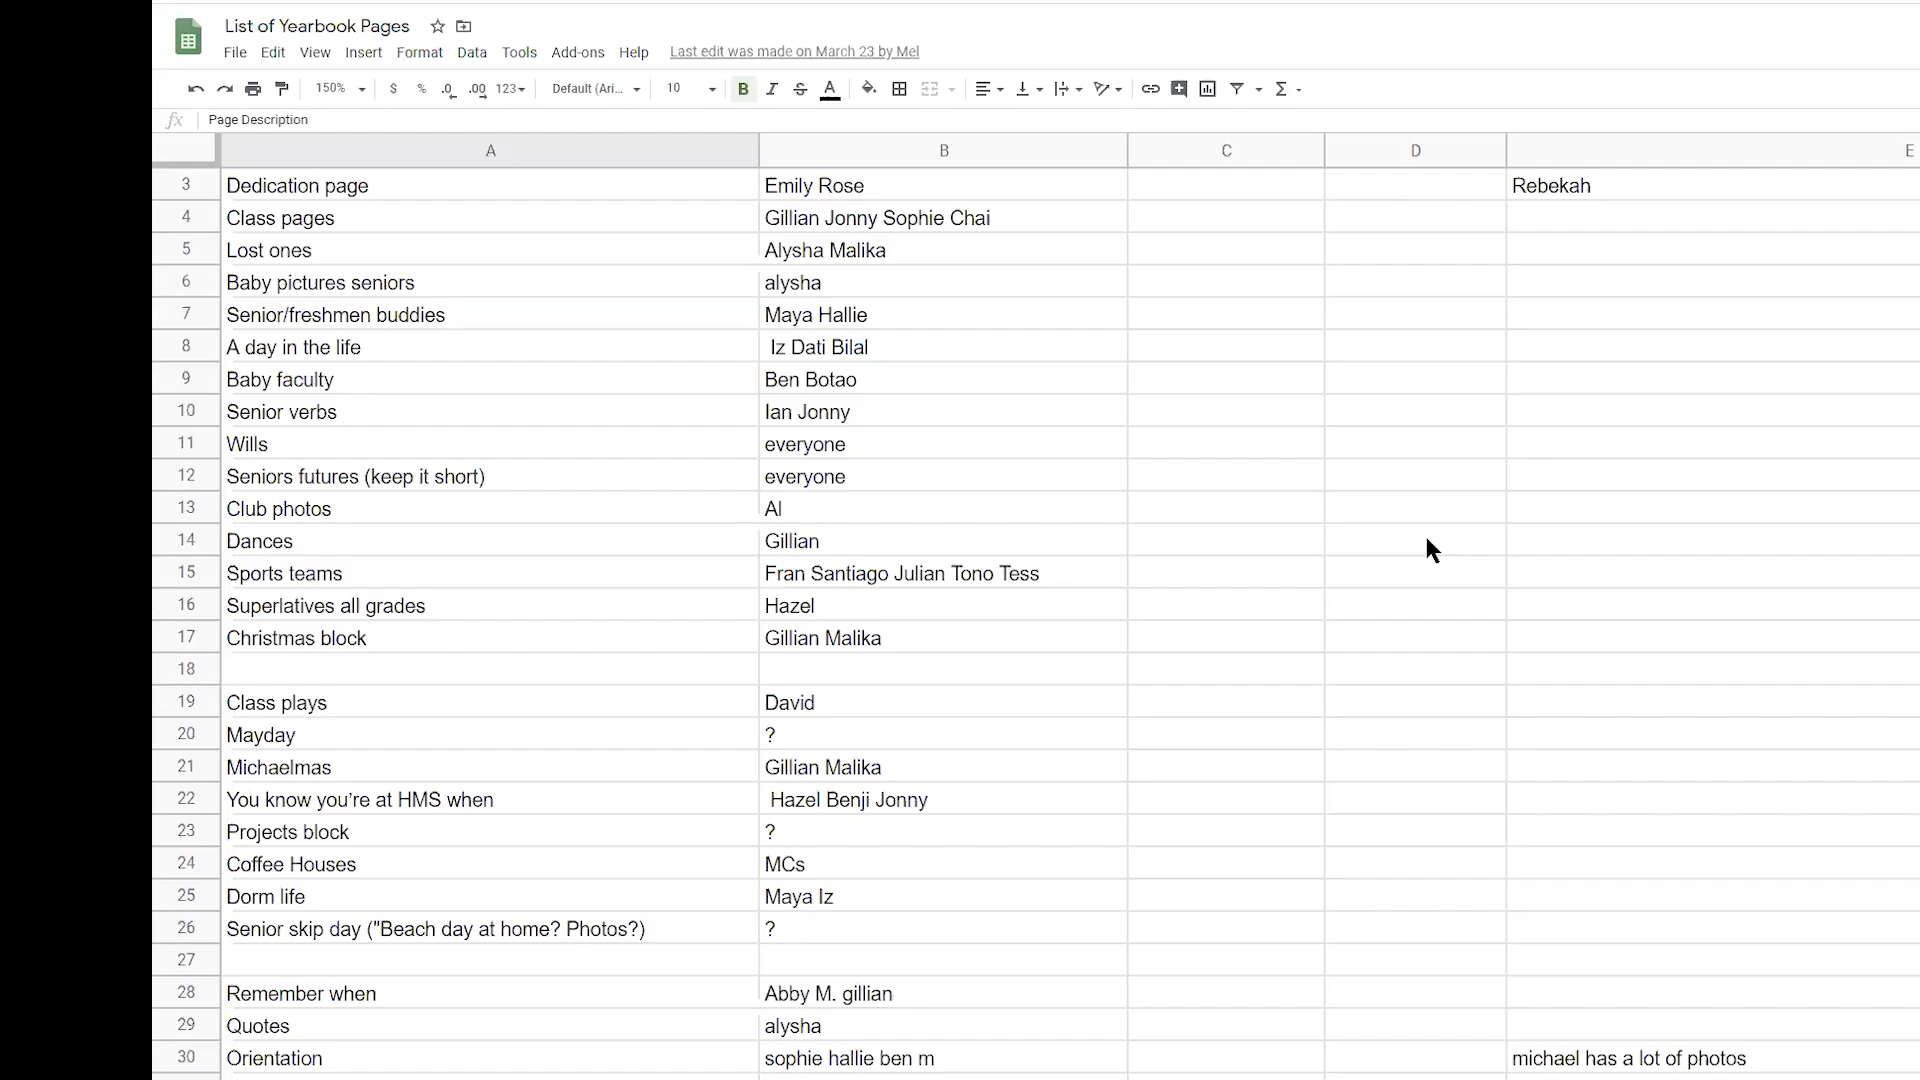 List of Yearbook Pages
File Edit View Insert Format Data Tools Add-ons Help Last edit was made on March 23 by Mel
150% $ % .0 .00 123 Default (Ari... 10 B I S A
fx Page Description
A B C D E
3 Dedication page Emily Rose Rebekah
4 Class pages Gillian Jonny Sophie Chai
5 Lost ones Alysha Malika
6 Baby pictures seniors alysha
7 Senior/freshmen buddies Maya Hallie
8 A day in the life Iz Dati Bilal
9 Baby faculty Ben Botao
10 Senior verbs Ian Jonny
11 Wills everyone
12 Seniors futures (keep it short) everyone
13 Club photos Al
14 Dances Gillian
15 Sports teams Fran Santiago Julian Tono Tess
16 Superlatives all grades Hazel
17 Christmas block Gillian Malika
18
19 Class plays David
20 Mayday ?
21 Michaelmas Gillian Malika
22 You know you’re at HMS when Hazel Benji Jonny
23 Projects block ?
24 Coffee Houses MCs
25 Dorm life Maya Iz
26 Senior skip day ("Beach day at home? Photos?) ?
27
28 Remember when Abby M. gillian
29 Quotes alysha
30 Orientation sophie hallie ben m michael has a lot of photos